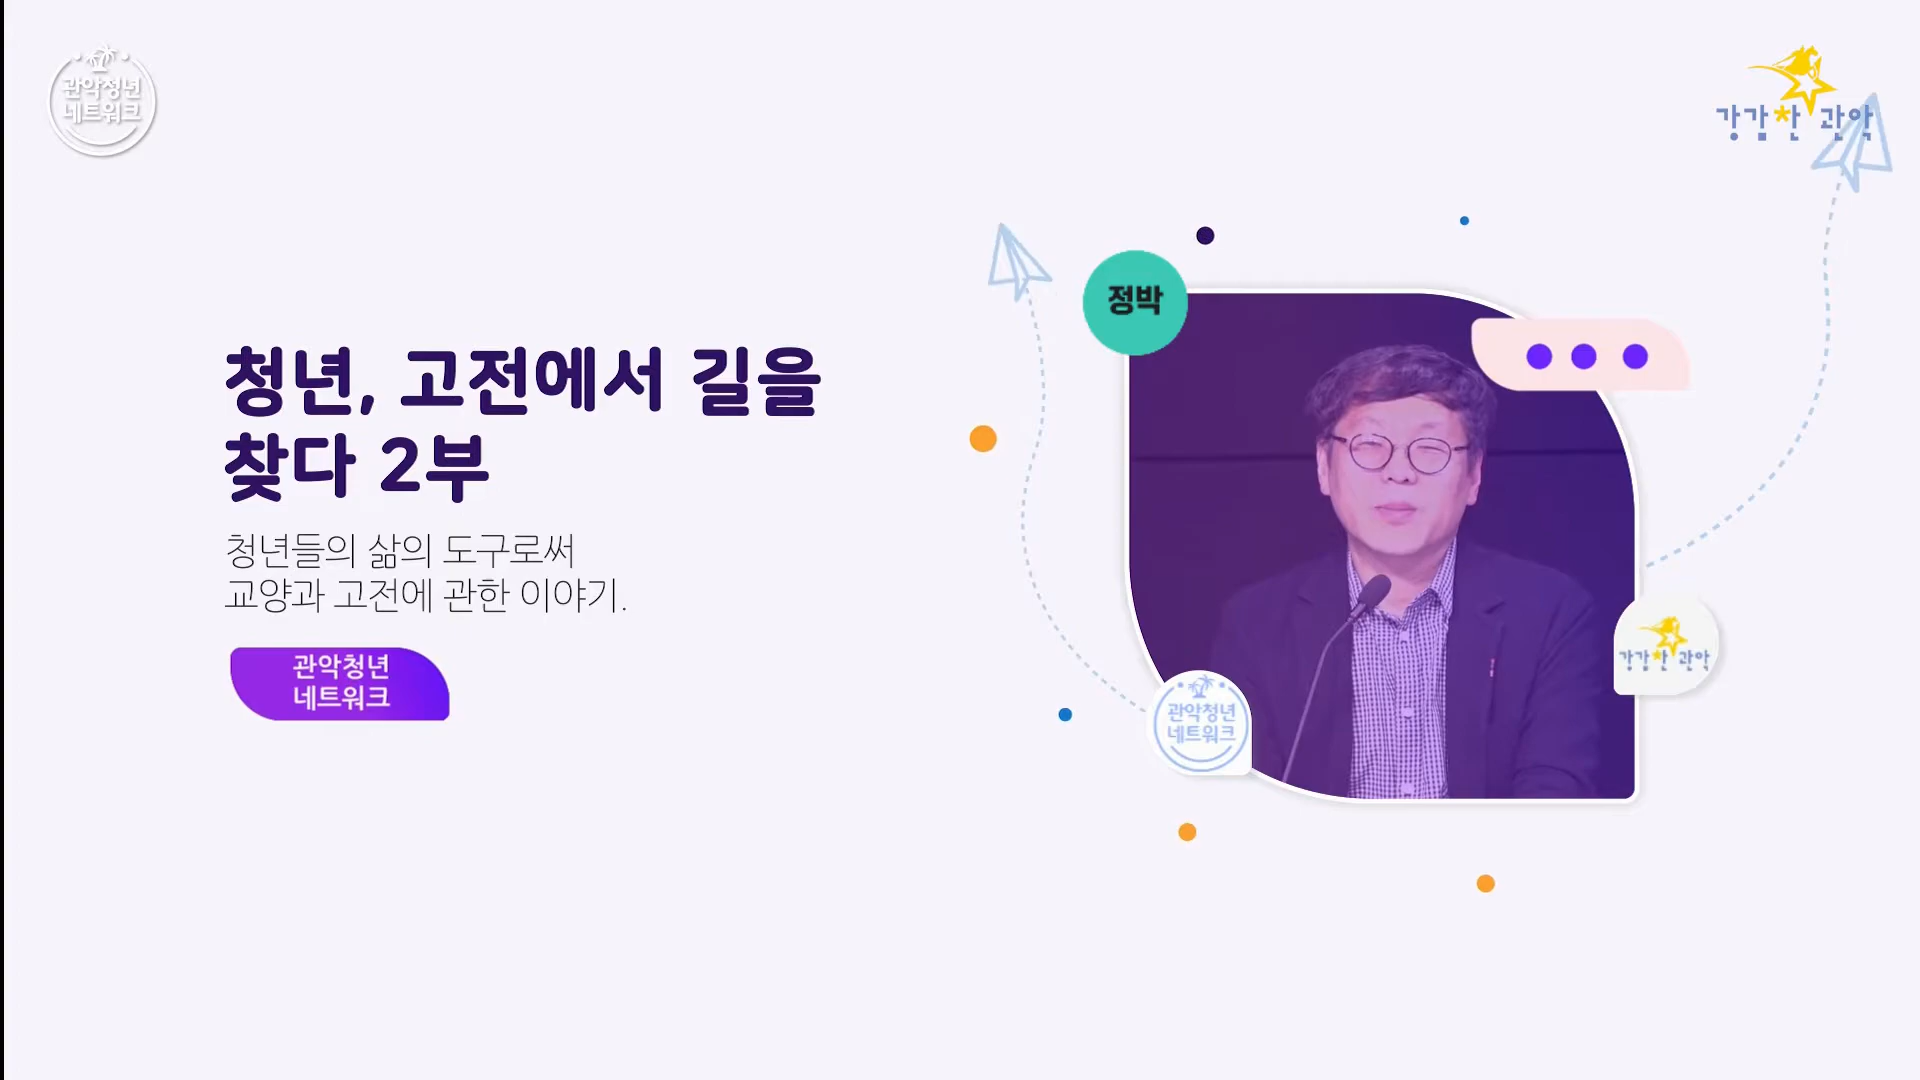 관악청년
네트워크
강감찬 관악
정박
청년, 고전에서 길을
찾다 2부
청년들의 삶의 도구로써
교양과 고전에 관한 이야기.
관악청년
네트워크
강감찬 관악
관악청년
네트워크